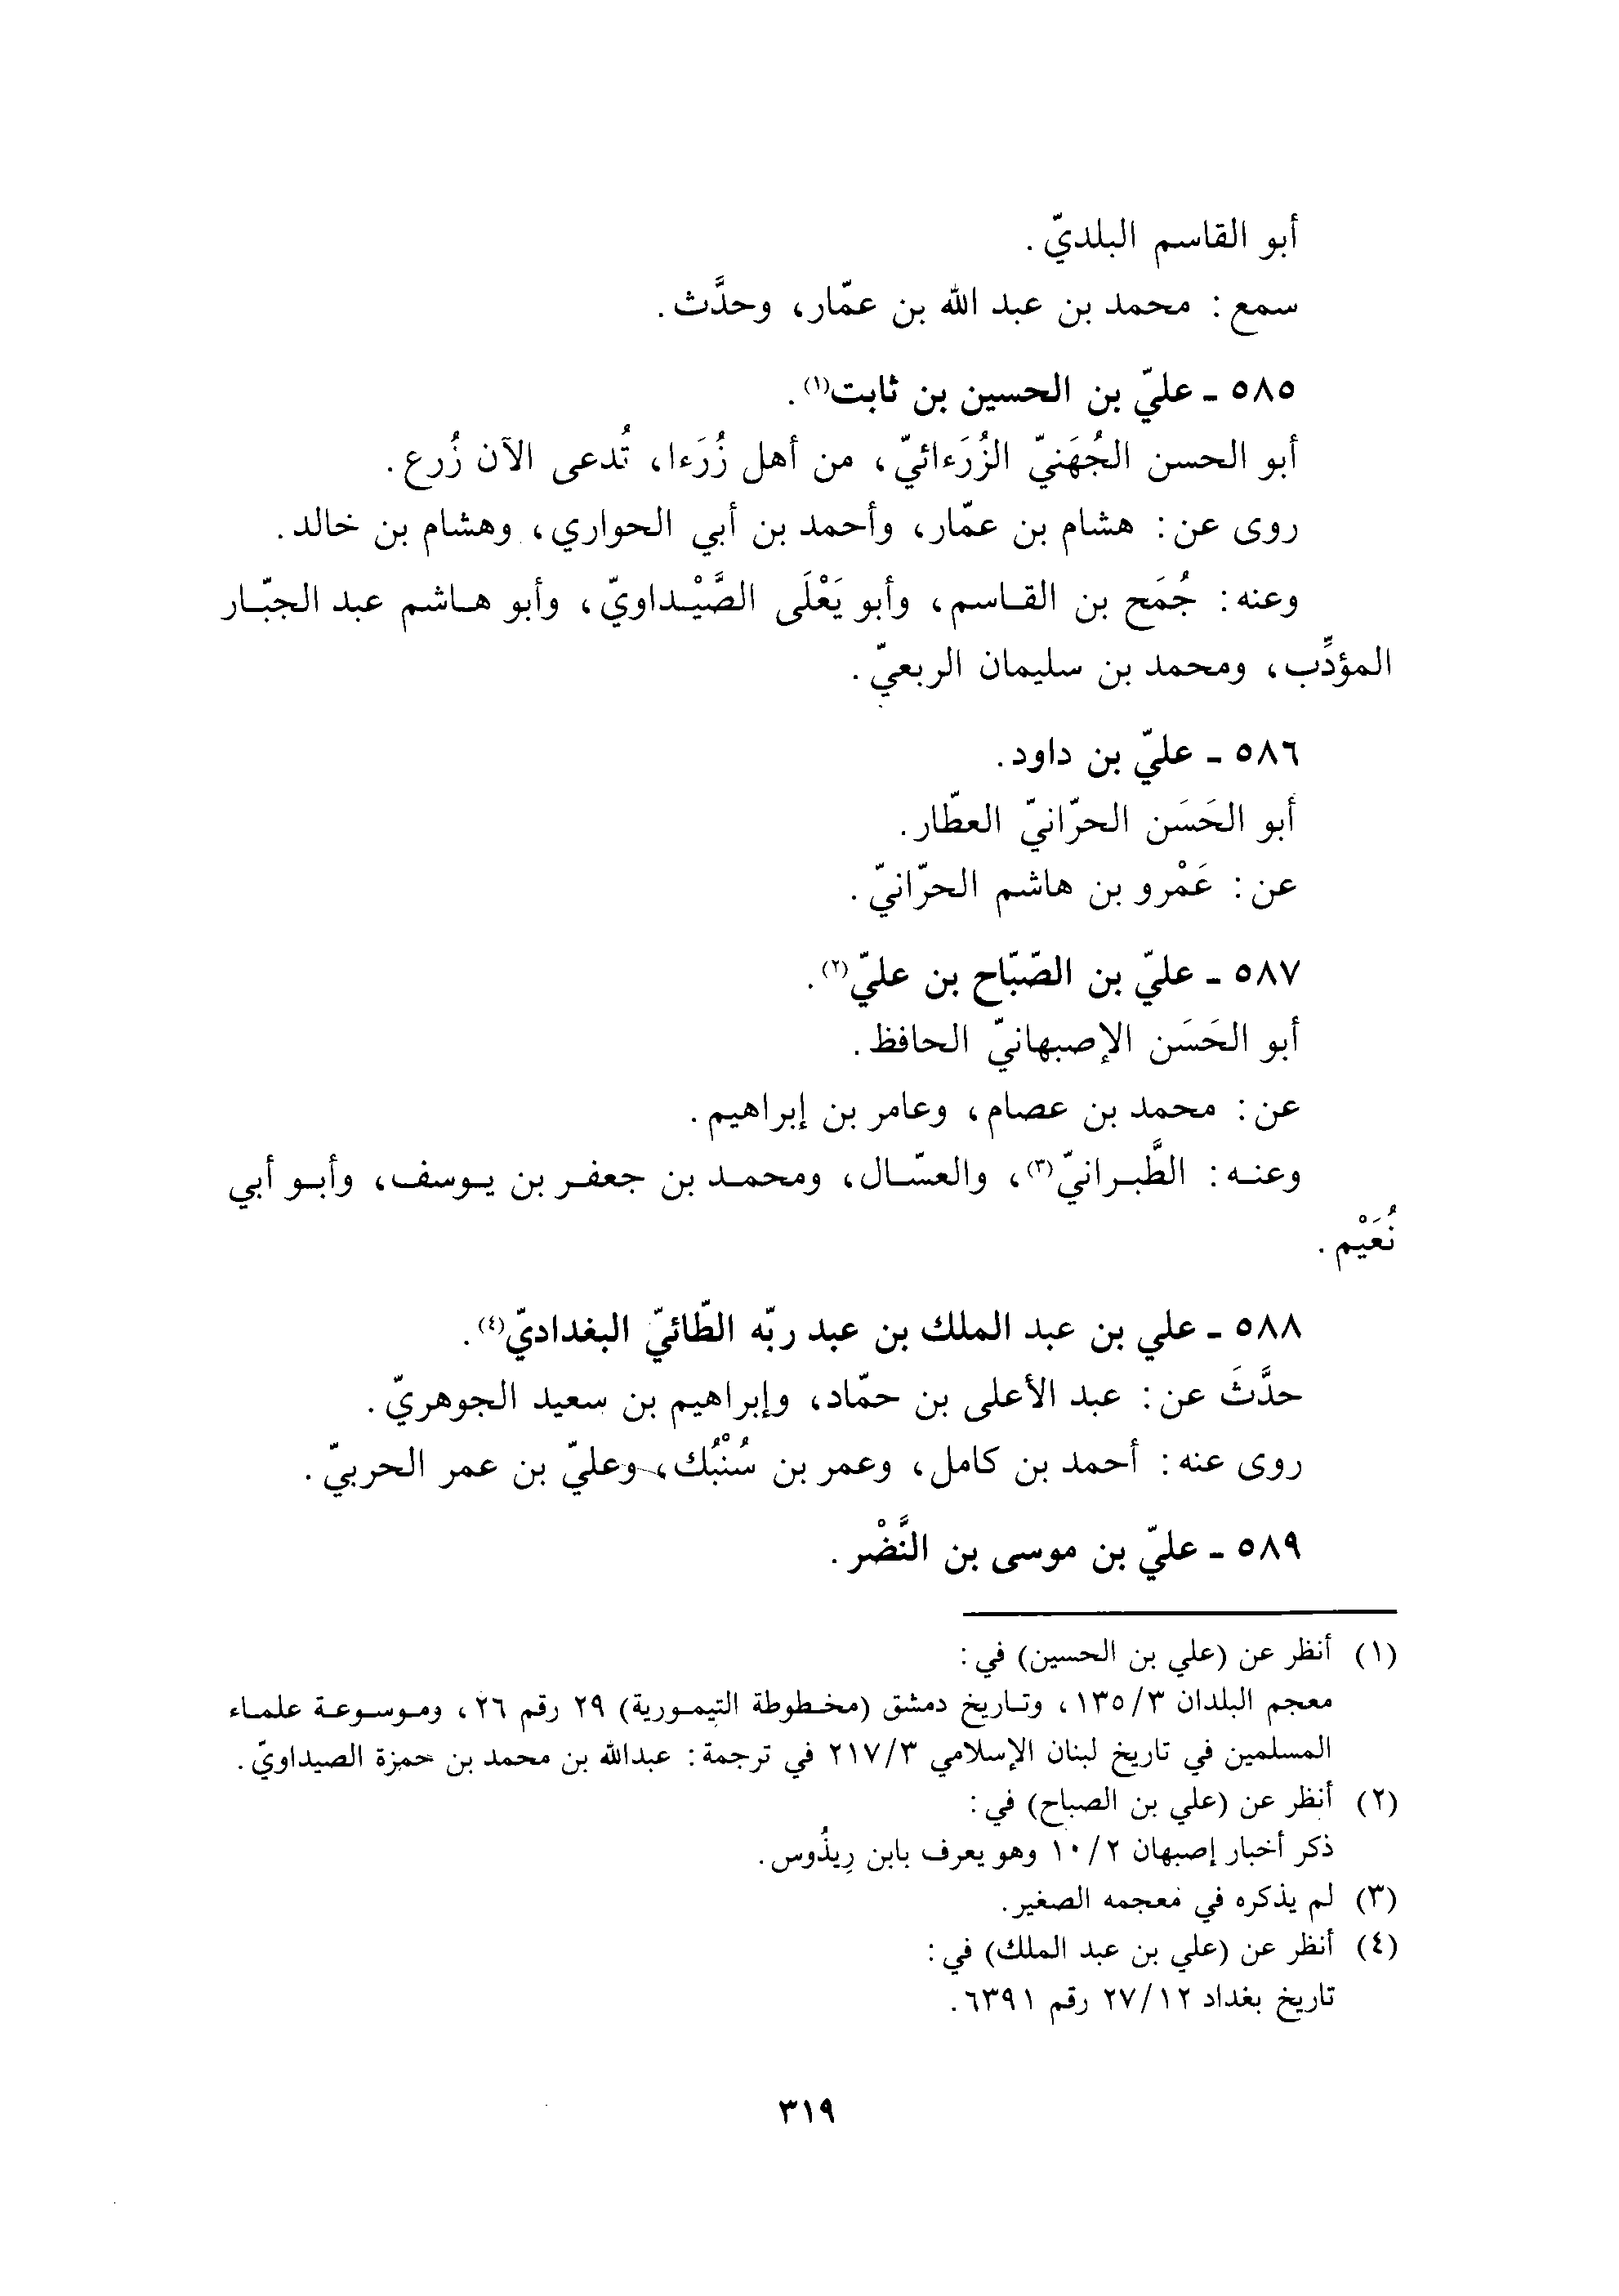 أبو القاسم البلديّ.
سمع: محمد بن عبد الله بن عمّار، وحدَّث.
٥٨٥ ـ عليّ بن الحسين بن ثابت(١).
أبو الحسن الجُهَنيّ الزُرَءائيّ، من أهل زُرَءا، تُدعى الآن زُرع.
روى عن: هشام بن عمّار، وأحمد بن أبي الحواري، وهشام بن خالد.
وعنه: جُمَح بن القاسم، وأبو يَعْلَى الصَّيْداويّ، وأبو هاشم عبد الجبّار
المؤدِّب، ومحمد بن سليمان الربعيّ.
٥٨٦ ـ عليّ بن داود.
أبو الحَسَن الحرّانيّ العطّار.
عن: عَمْرو بن هاشم الحرّانيّ.
٥٨٧ ـ عليّ بن الصّبّاح بن عليّ(٢).
أبو الحَسَن الإصبهانيّ الحافظ.
عن: محمد بن عصام، وعامر بن إبراهيم.
وعنه: الطَّبرانيّ(٣)، والعسّال، ومحمد بن جعفر بن يوسف، وأبو أبي
نُعَيْم.
٥٨٨ ـ علي بن عبد الملك بن عبد ربّه الطّائيّ البغداديّ(٤).
حدَّثَ عن: عبد الأعلى بن حمّاد، وإبراهيم بن سعيد الجوهريّ.
روى عنه: أحمد بن كامل، وعمر بن سُنْبُك، وعليّ بن عمر الحربيّ.
٥٨٩ ـ عليّ بن موسى بن النَّضْر.
(١) أنظر عن (علي بن الحسين) في:
معجم البلدان ٣/١٣٥، وتاريخ دمشق (مخطوطة التيمورية) ٢٩ رقم ٢٦، وموسوعة علماء
المسلمين في تاريخ لبنان الإسلامي ٣/٢١٧ في ترجمة: عبدالله بن محمد بن حمزة الصيداويّ.
(٢) أنظر عن (علي بن الصباح) في:
ذكر أخبار إصبهان ٢/١٠ وهو يعرف بابن رِيذُوس.
(٣) لم يذكره في معجمه الصغير.
(٤) أنظر عن (علي بن عبد الملك) في:
تاريخ بغداد ١٢/٢٧ رقم ٦٣٩١.
٣١٩